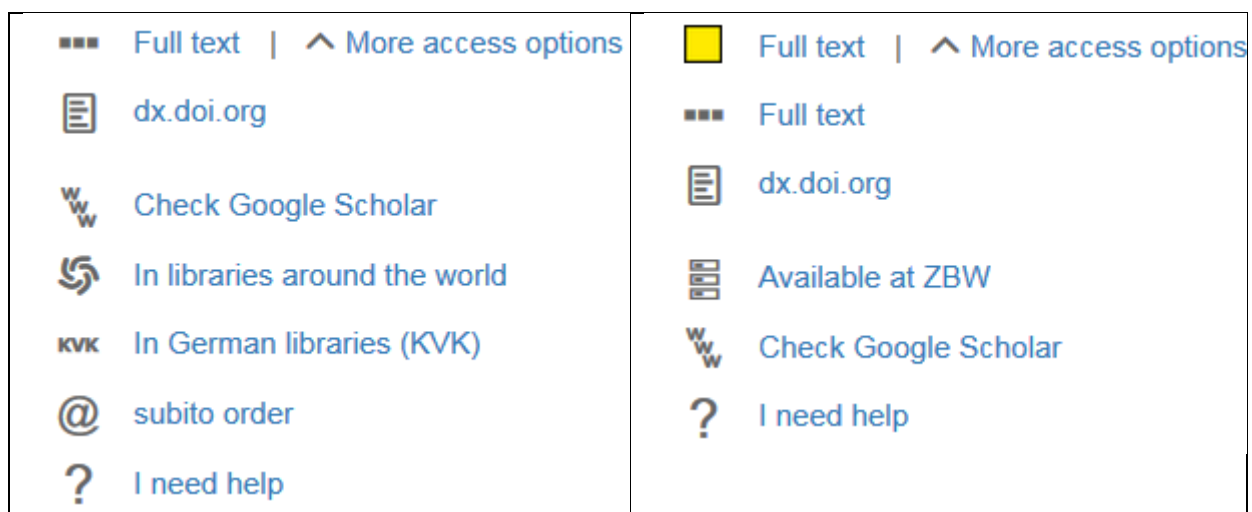 Full text | More access options
dx.doi.org
W W W Check Google Scholar
In libraries around the world
KVK In German libraries (KVK)
@ subito order
? I need help
Full text | More access options
Full text
dx.doi.org
Available at ZBW
W W W Check Google Scholar
? I need help